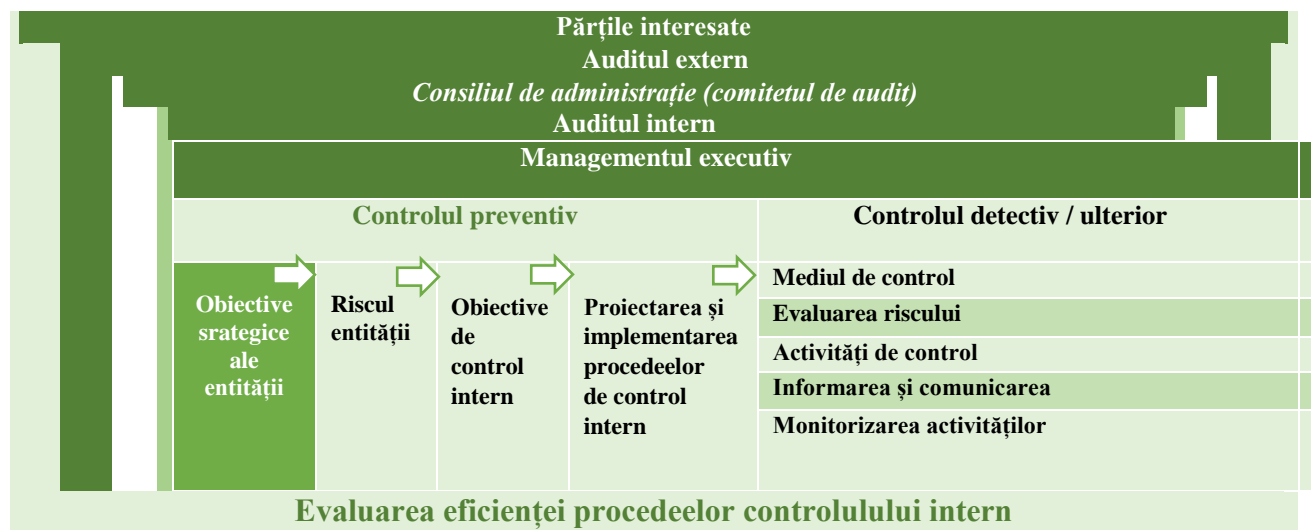 Părțile interesate
Auditul extern
Consiliul de administrație (comitetul de audit)
Auditul intern
Managementul executiv
Controlul preventiv
Controlul detectiv / ulterior
Obiective
srategice
ale
entității
Riscul
entității
Obiective
de
control
intern
Proiectarea și
implementarea
procedeelor
de control
intern
Mediul de control
Evaluarea riscului
Activități de control
Informarea și comunicarea
Monitorizarea activităților
Evaluarea eficienței procedeelor controlulului intern